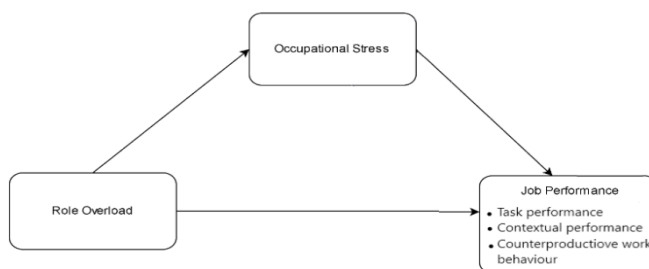 Occupational Stress
Role Overload
Job Performance
• Task performance
• Contextual performance
• Counterproductiove work
behaviour